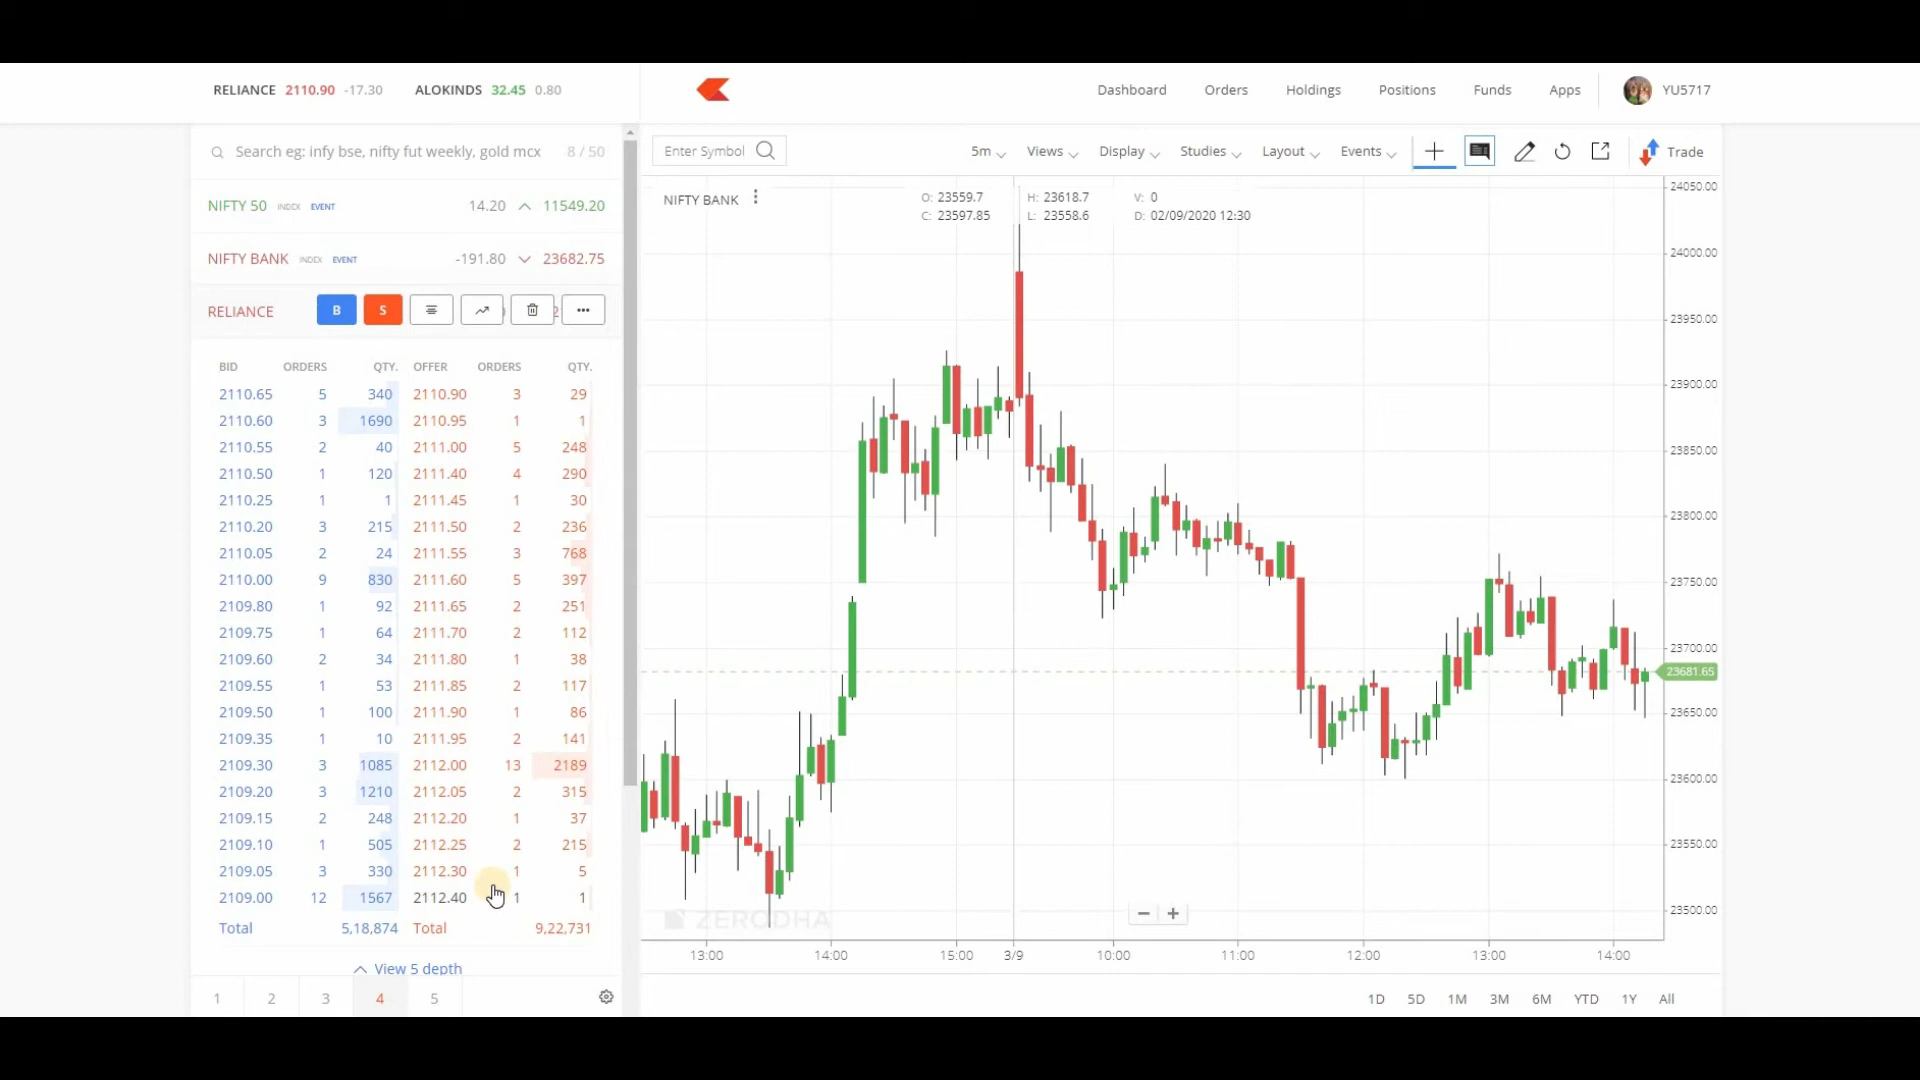 RELIANCE 2110.90 -17.30 ALOKINDS 32.45 0.80
Dashboard Orders Holdings Positions Funds Apps YU5717
Search eg: infy bse, nifty fut weekly, gold mcx 8 / 50
NIFTY 50 INDEX EVENT 14.20 11549.20
NIFTY BANK INDEX EVENT -191.80 23682.75
RELIANCE B S
BID ORDERS QTY. OFFER ORDERS QTY.
2110.65 5 340 2110.90 3 29
2110.60 3 1690 2110.95 1 1
2110.55 2 40 2111.00 5 248
2110.50 1 120 2111.40 4 290
2110.25 1 1 2111.45 1 30
2110.20 3 215 2111.50 2 236
2110.05 2 24 2111.55 3 768
2110.00 9 830 2111.60 5 397
2109.80 1 92 2111.65 2 251
2109.75 1 64 2111.70 2 112
2109.60 2 34 2111.80 1 38
2109.55 1 53 2111.85 2 117
2109.50 1 100 2111.90 1 86
2109.35 1 10 2111.95 2 141
2109.30 3 1085 2112.00 13 2189
2109.20 3 1210 2112.05 2 315
2109.15 2 248 2112.20 1 37
2109.10 1 505 2112.25 2 215
2109.05 3 330 2112.30 1 5
2109.00 12 1567 2112.40 1 1
Total 5,18,874 Total 9,22,731
View 5 depth
1 2 3 4 5
Enter Symbol 5m Views Display Studies Layout Events Trade
NIFTY BANK
O: 23559.7 H: 23618.7 V: 0
C: 23597.85 L: 23558.6 D: 02/09/2020 12:30
24050.00
24000.00
23950.00
23900.00
23850.00
23800.00
23750.00
23700.00
23681.65
23650.00
23600.00
23550.00
23500.00
ZERODHA
13:00 14:00 15:00 3/9 10:00 11:00 12:00 13:00 14:00
1D 5D 1M 3M 6M YTD 1Y All